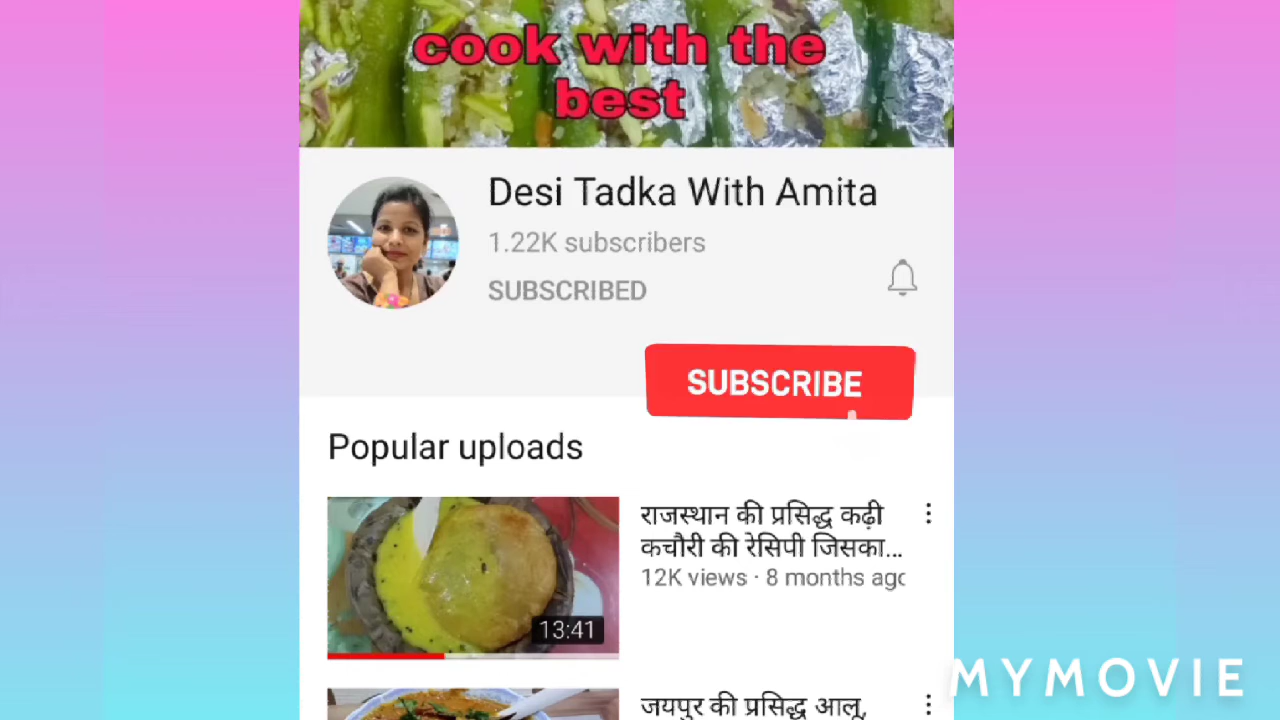 cook with the
best
Desi Tadka With Amita
1.22K subscribers
SUBSCRIBED
SUBSCRIBE
Popular uploads
राजस्थान की प्रसिद्ध कढ़ी
कचौरी की रेसिपी जिसका...
12K views · 8 months ago
13:41
जयपुर की प्रसिद्ध आलू,
MYMOVIE